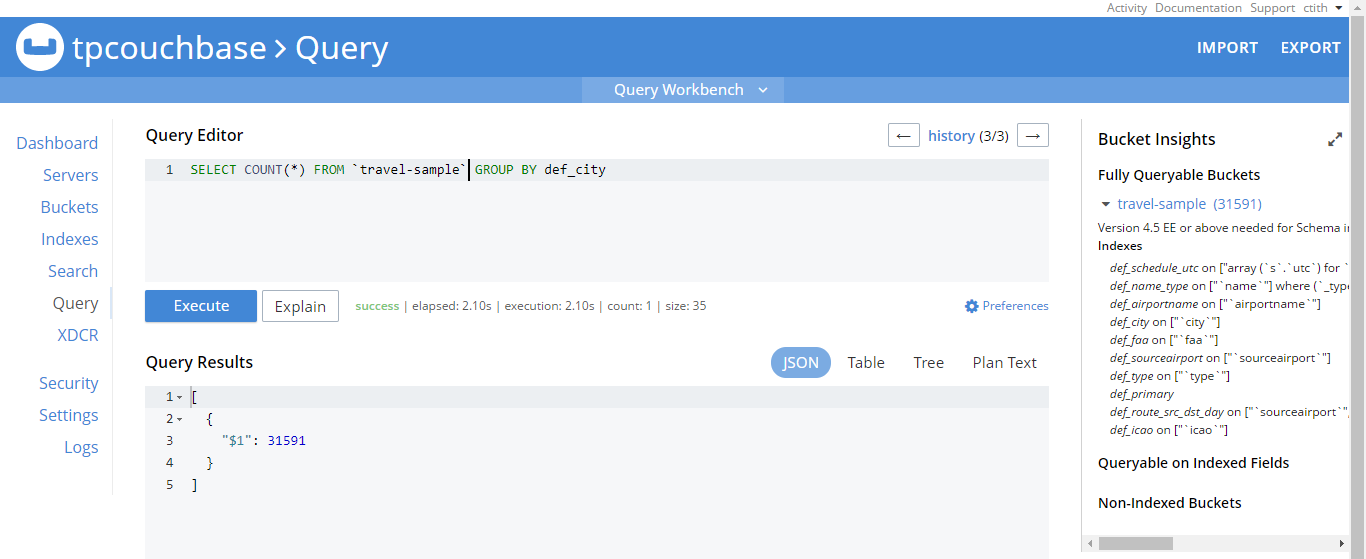 Activity Documentation Support ctith
tpcouchbase > Query
IMPORT EXPORT
Query Workbench
Dashboard
Servers
Buckets
Indexes
Search
Query
XDCR
Security
Settings
Logs
Query Editor
← history (3/3) →
1 SELECT COUNT(*) FROM `travel-sample` GROUP BY def_city
Execute Explain success | elapsed: 2.10s | execution: 2.10s | count: 1 | size: 35
Preferences
Query Results
JSON Table Tree Plan Text
1 [
2 {
3 "$1": 31591
4 }
5 ]
Bucket Insights
Fully Queryable Buckets
travel-sample (31591)
Version 4.5 EE or above needed for Schema in
Indexes
def_schedule_utc on ["array (`s`.`utc`) for `
def_name_type on ["`name`"] where (`_type
def_airportname on ["`airportname`"]
def_city on ["`city`"]
def_faa on ["`faa`"]
def_sourceairport on ["`sourceairport`"]
def_type on ["`type`"]
def_primary
def_route_src_dst_day on ["`sourceairport`",
def_icao on ["`icao`"]
Queryable on Indexed Fields
Non-Indexed Buckets